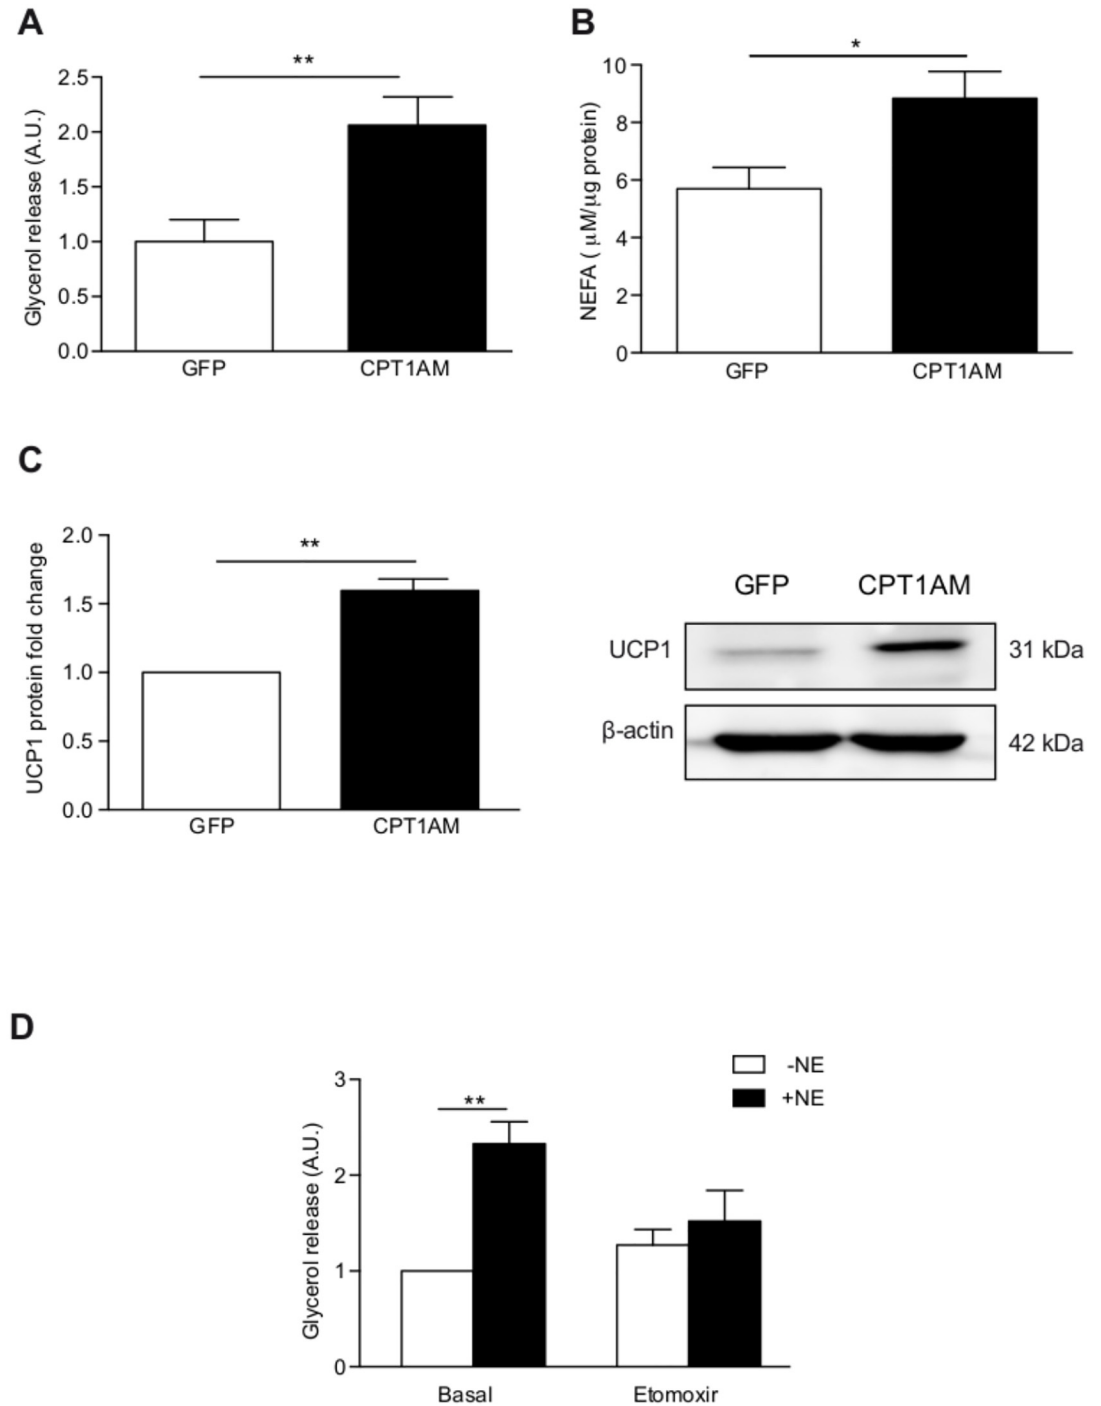 A
**
2.5
2.0
1.5
1.0
0.5
0.0
Glycerol release (A.U.)
GFP CPT1AM
B
*
10
8
6
4
2
0
NEFA ( μM/μg protein)
GFP CPT1AM
C
**
2.0
1.5
1.0
0.5
0.0
UCP1 protein fold change
GFP CPT1AM
GFP CPT1AM
UCP1 31 kDa
β-actin 42 kDa
D
-NE
+NE
**
3
2
1
0
Glycerol release (A.U.)
Basal Etomoxir